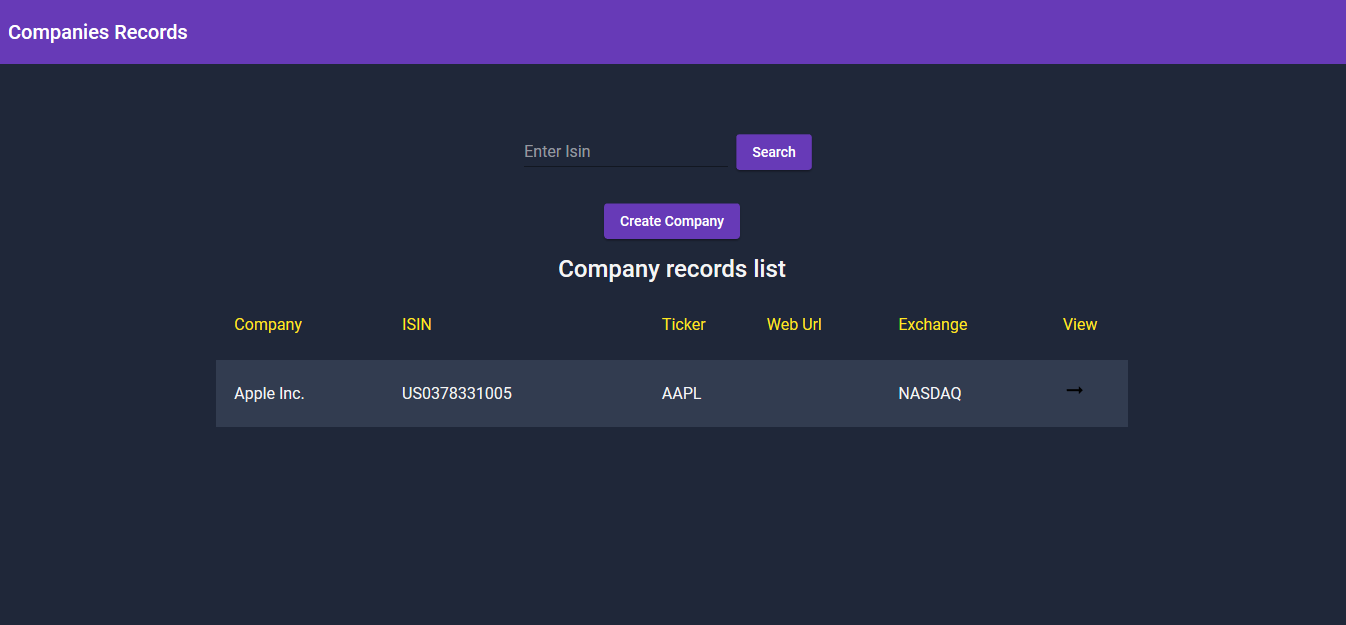 Companies Records
Enter Isin Search
Create Company
Company records list
Company ISIN Ticker Web Url Exchange View
Apple Inc. US0378331005 AAPL NASDAQ